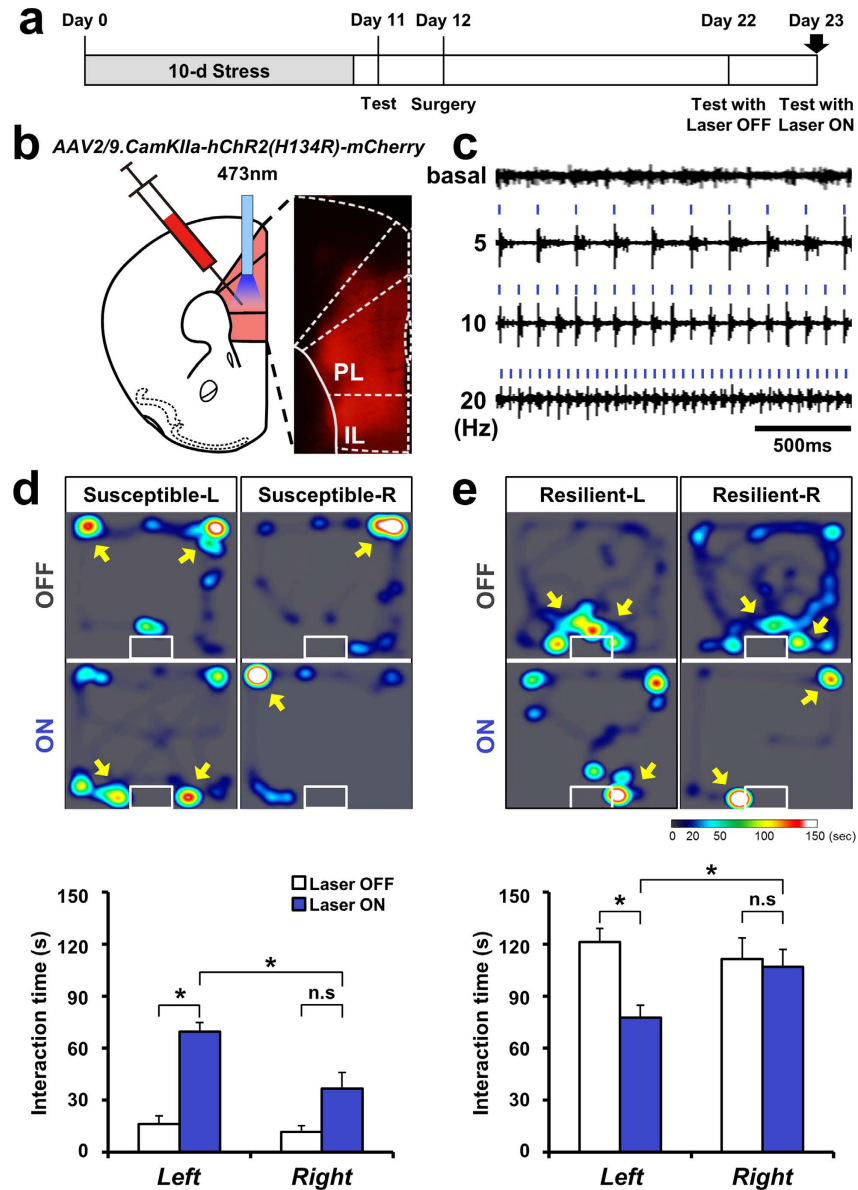 a
Day 0
Day 11
Day 12
Day 22
Day 23
10-d Stress
Test
Surgery
Test with
Laser OFF
Test with
Laser ON
b
AAV2/9.CamKIIa-hChR2(H134R)-mCherry
473nm
PL
IL
c
basal
5
10
20
(Hz)
500ms
d
Susceptible-L
Susceptible-R
OFF
ON
e
Resilient-L
Resilient-R
OFF
ON
0 20 50 100 150 (sec)
Interaction time (s)
150
120
90
60
30
0
Laser OFF
Laser ON
*
*
n.s
Left
Right
Interaction time (s)
150
120
90
60
30
0
*
*
n.s
Left
Right